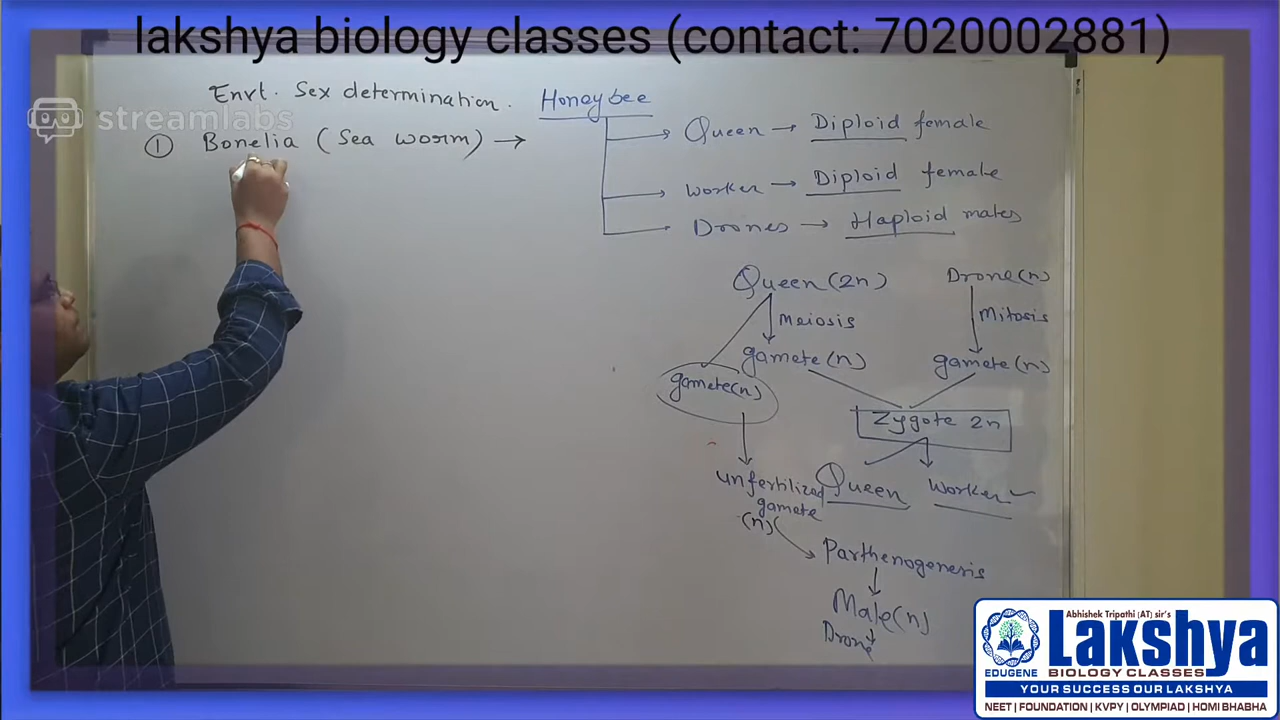 lakshya biology classes (contact: 7020002881)
streamlabs
Envt. Sex determination.
① Bonelia (Sea worm) →
Honeybee
Queen → Diploid female
Worker → Diploid female
Drones → Haploid males
Queen (2n)
Drone (n)
Meiosis
Mitosis
gamete (n)
gamete (n)
gamete (n)
Zygote 2n
Queen
Worker
unfertilized
gamete
(n)
Parthenogenesis
Male (n)
Drone
Abhishek Tripathi (AT) sir's
Lakshya
EDUGENE
BIOLOGY CLASSES
YOUR SUCCESS OUR LAKSHYA
NEET | FOUNDATION | KVPY | OLYMPIAD | HOMI BHABHA